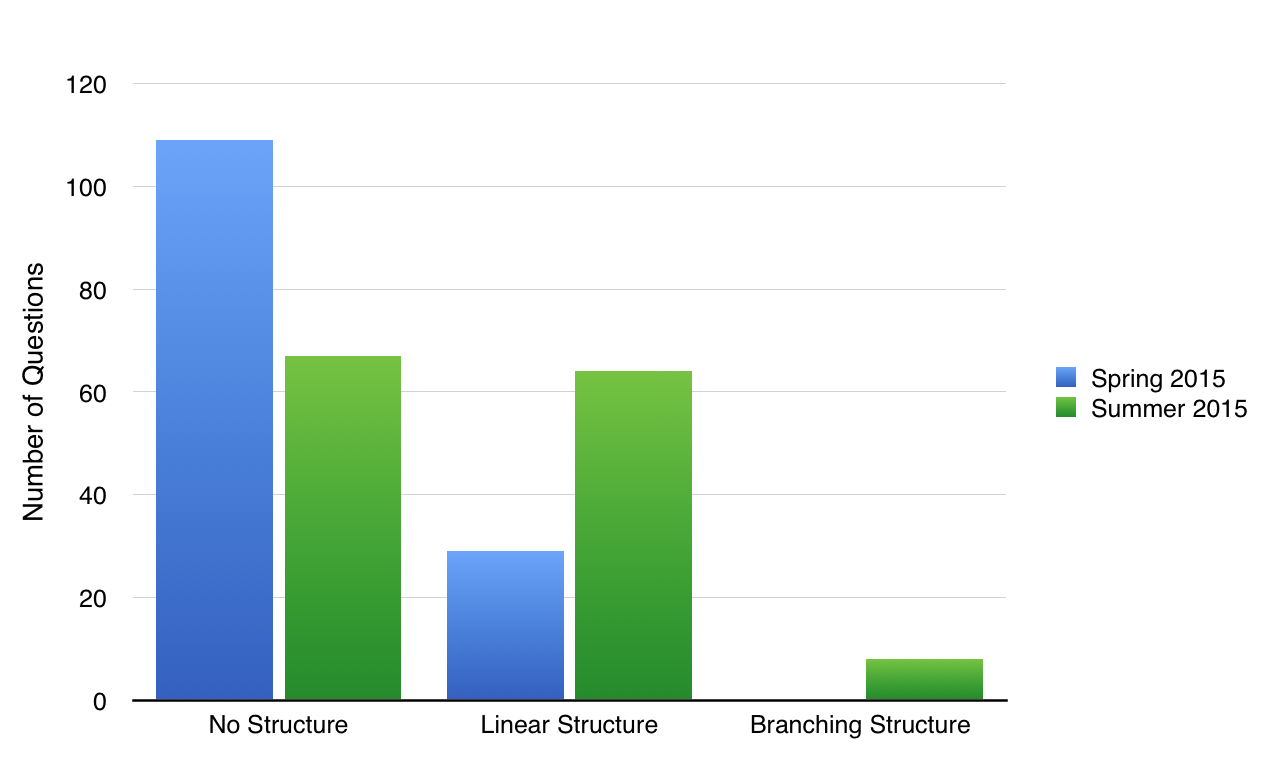 Number of Questions
120
100
80
60
40
20
0
No Structure
Linear Structure
Branching Structure
Spring 2015
Summer 2015